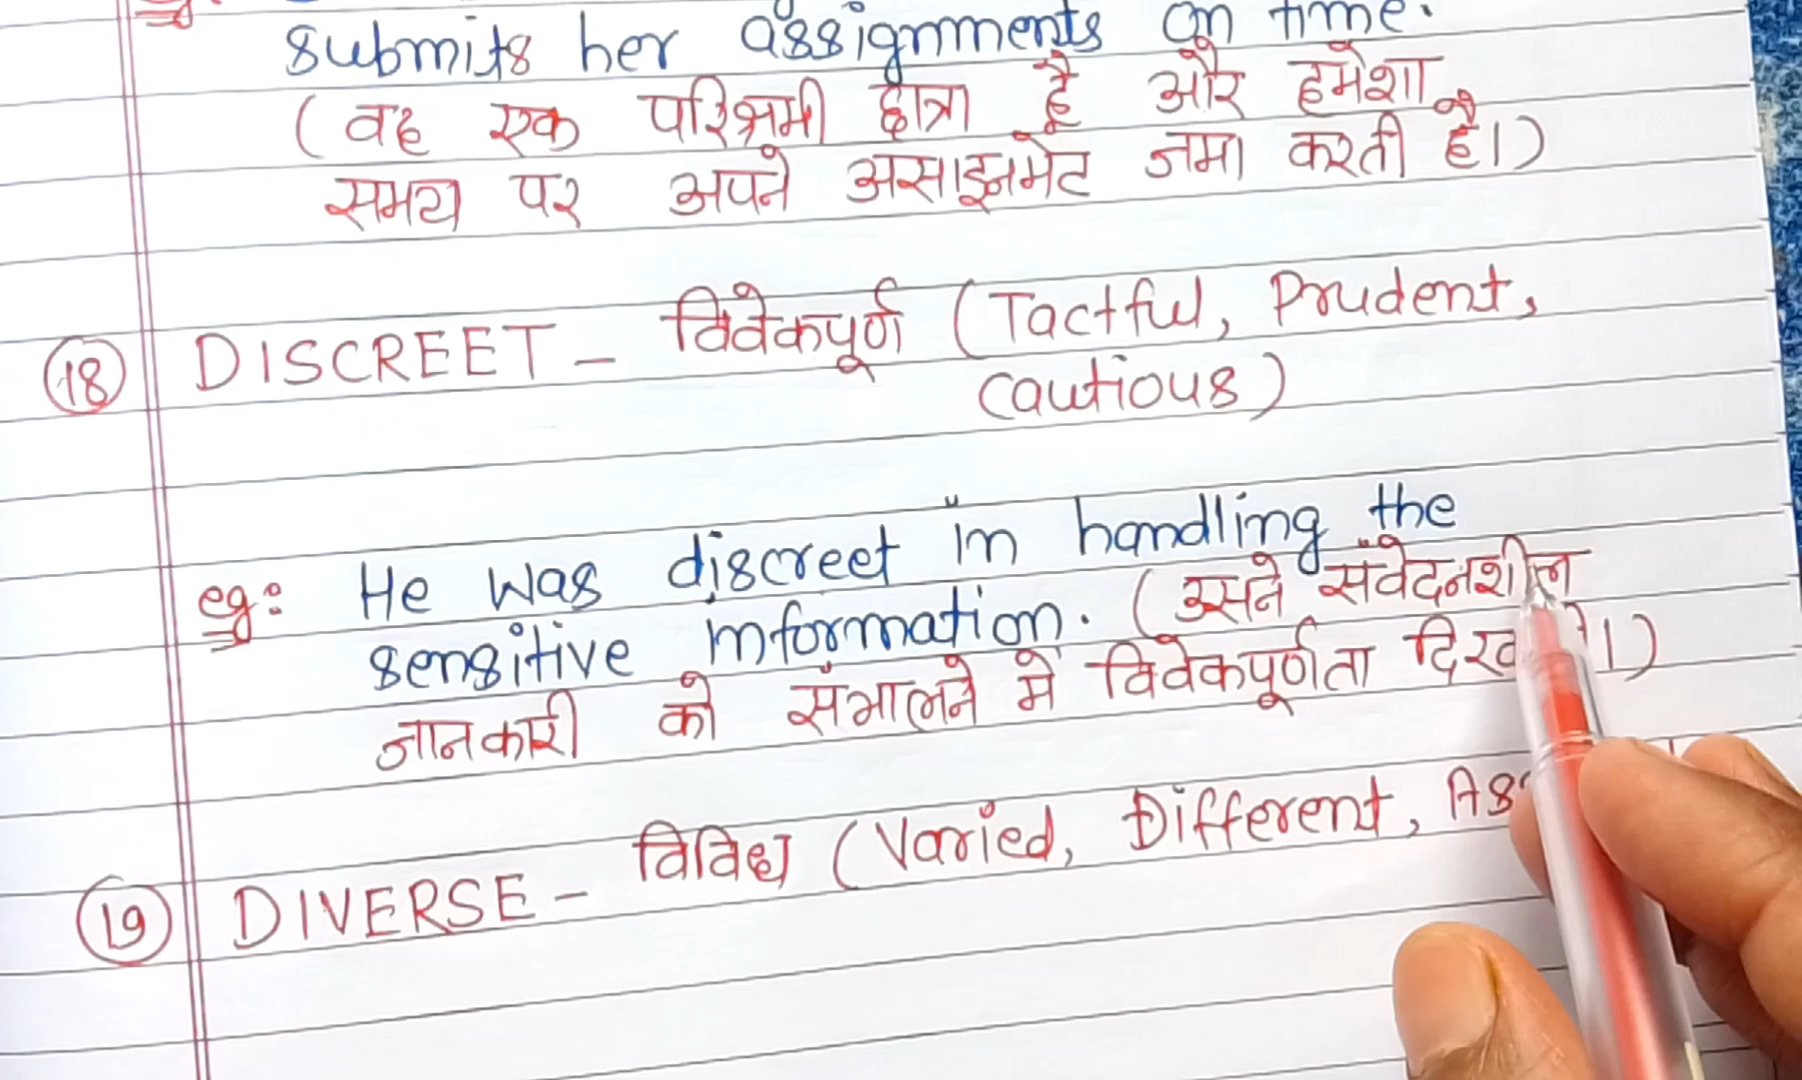 submits her assignments on time.
(वह एक परिश्रमी छात्रा है और हमेशा
समय पर अपने असाइनमेंट जमा करती है।)
18 DISCREET - विवेकपूर्ण (Tactful, Prudent,
cautious)
eg: He was discreet in handling the
sensitive information. (उसने संवेदनशील
जानकारी को संभालने में विवेकपूर्णता
19 DIVERSE - विविध (Varied, Different,